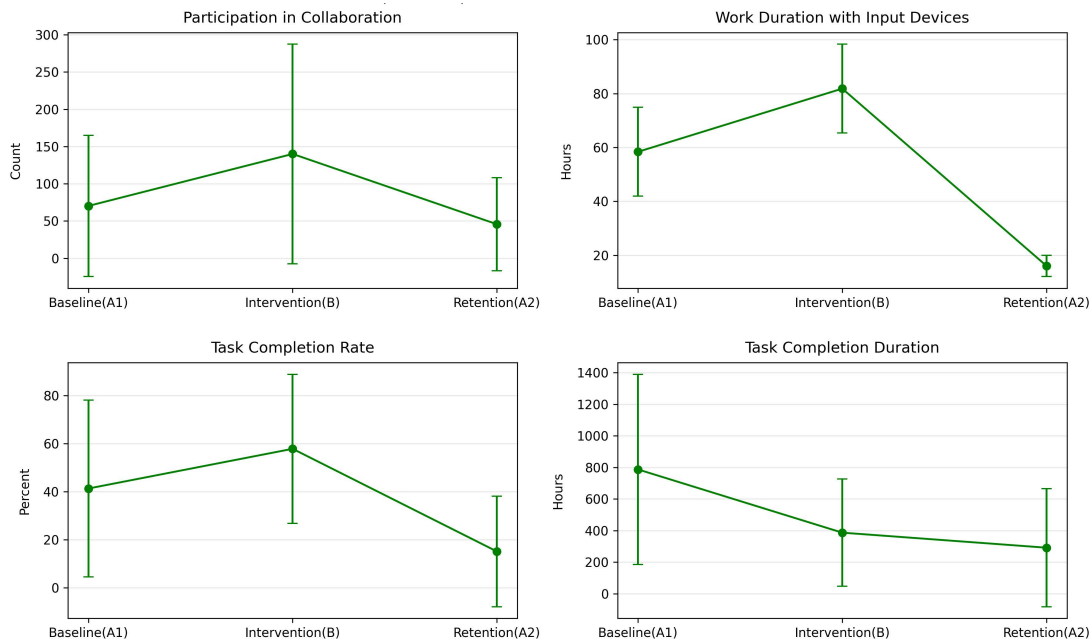 Participation in Collaboration
300
250
200
150
100
50
0
Count
Baseline(A1) Intervention(B) Retention(A2)
Work Duration with Input Devices
100
80
60
40
20
Hours
Baseline(A1) Intervention(B) Retention(A2)
Task Completion Rate
80
60
40
20
0
Percent
Baseline(A1) Intervention(B) Retention(A2)
Task Completion Duration
1400
1200
1000
800
600
400
200
0
Hours
Baseline(A1) Intervention(B) Retention(A2)